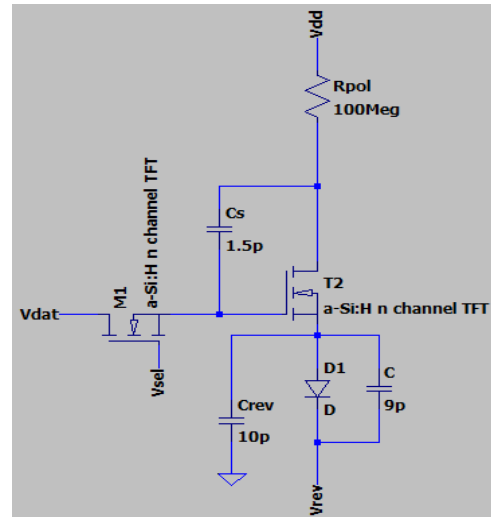 Vdd
Rpol
100Meg
Cs
1.5p
a-Si:H n channel TFT
M1
T2
a-Si:H n channel TFT
Vdat
Vsel
D1
D
C
9p
Crev
10p
Vrev